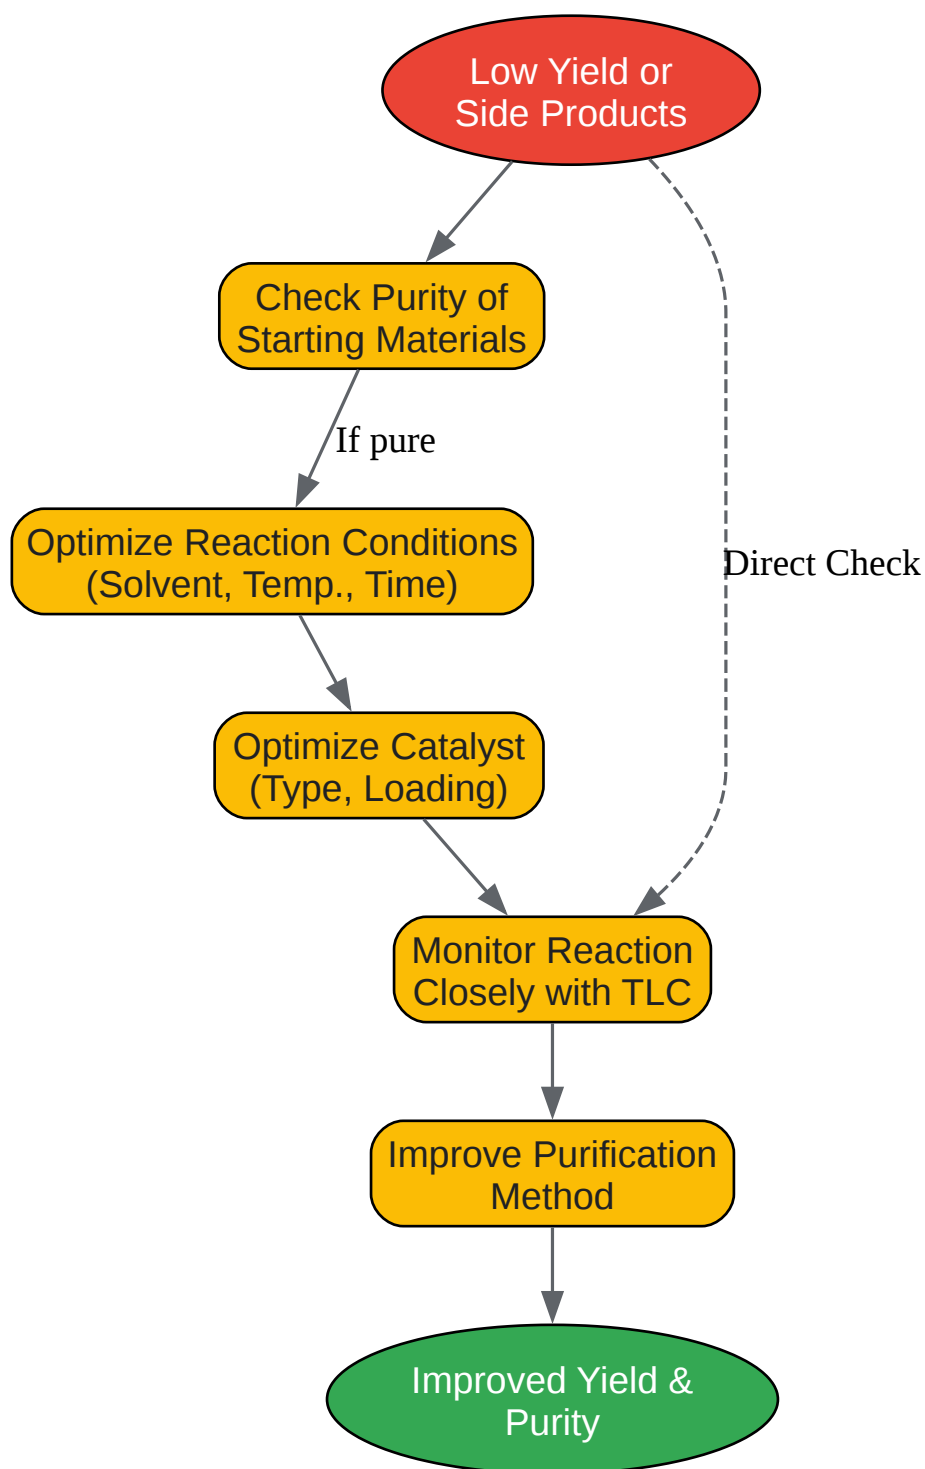 Low Yield or
Side Products
Check Purity of
Starting Materials
If pure
Optimize Reaction Conditions
(Solvent, Temp., Time)
Direct Check
Optimize Catalyst
(Type, Loading)
Monitor Reaction
Closely with TLC
Improve Purification
Method
Improved Yield &
Purity